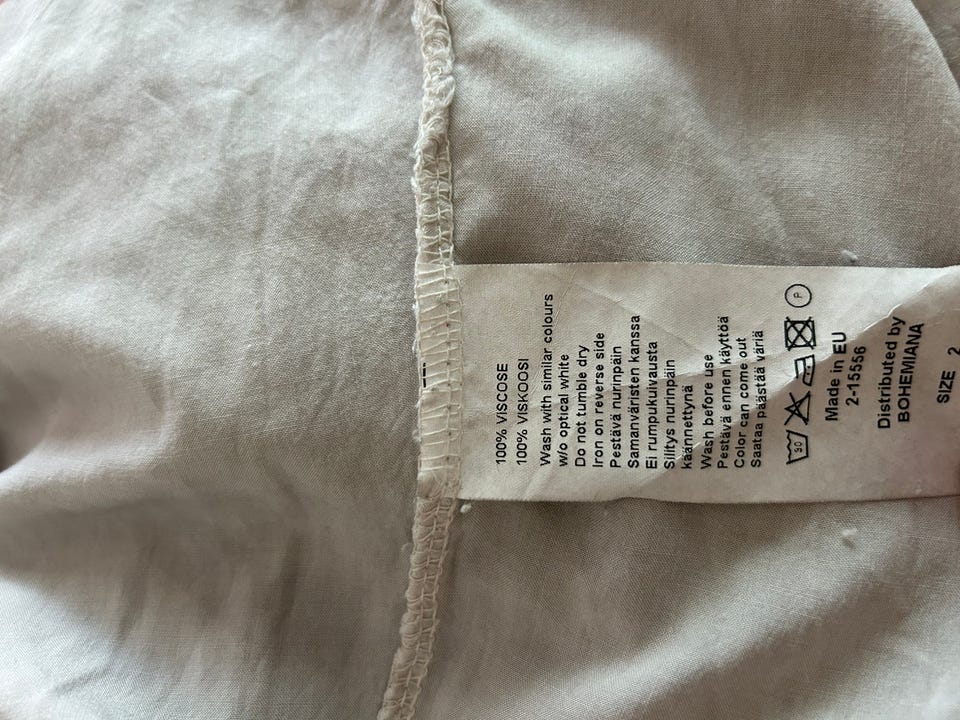 100% VISCOSE
100% VISKOOSI
Wash with similar colours
w/o optical white
Do not tumble dry
Iron on reverse side
Pestävä nurinpäin
Samanväristen kanssa
Ei rumpukuivausta
Silitys nurinpäin
käännettynä
Wash before use
Pestävä ennen käyttöä
Color can come out
Saataa päästää väriä
30 P
Made in EU
2-15556
Distributed by
BOHEMIANA
SIZE 2